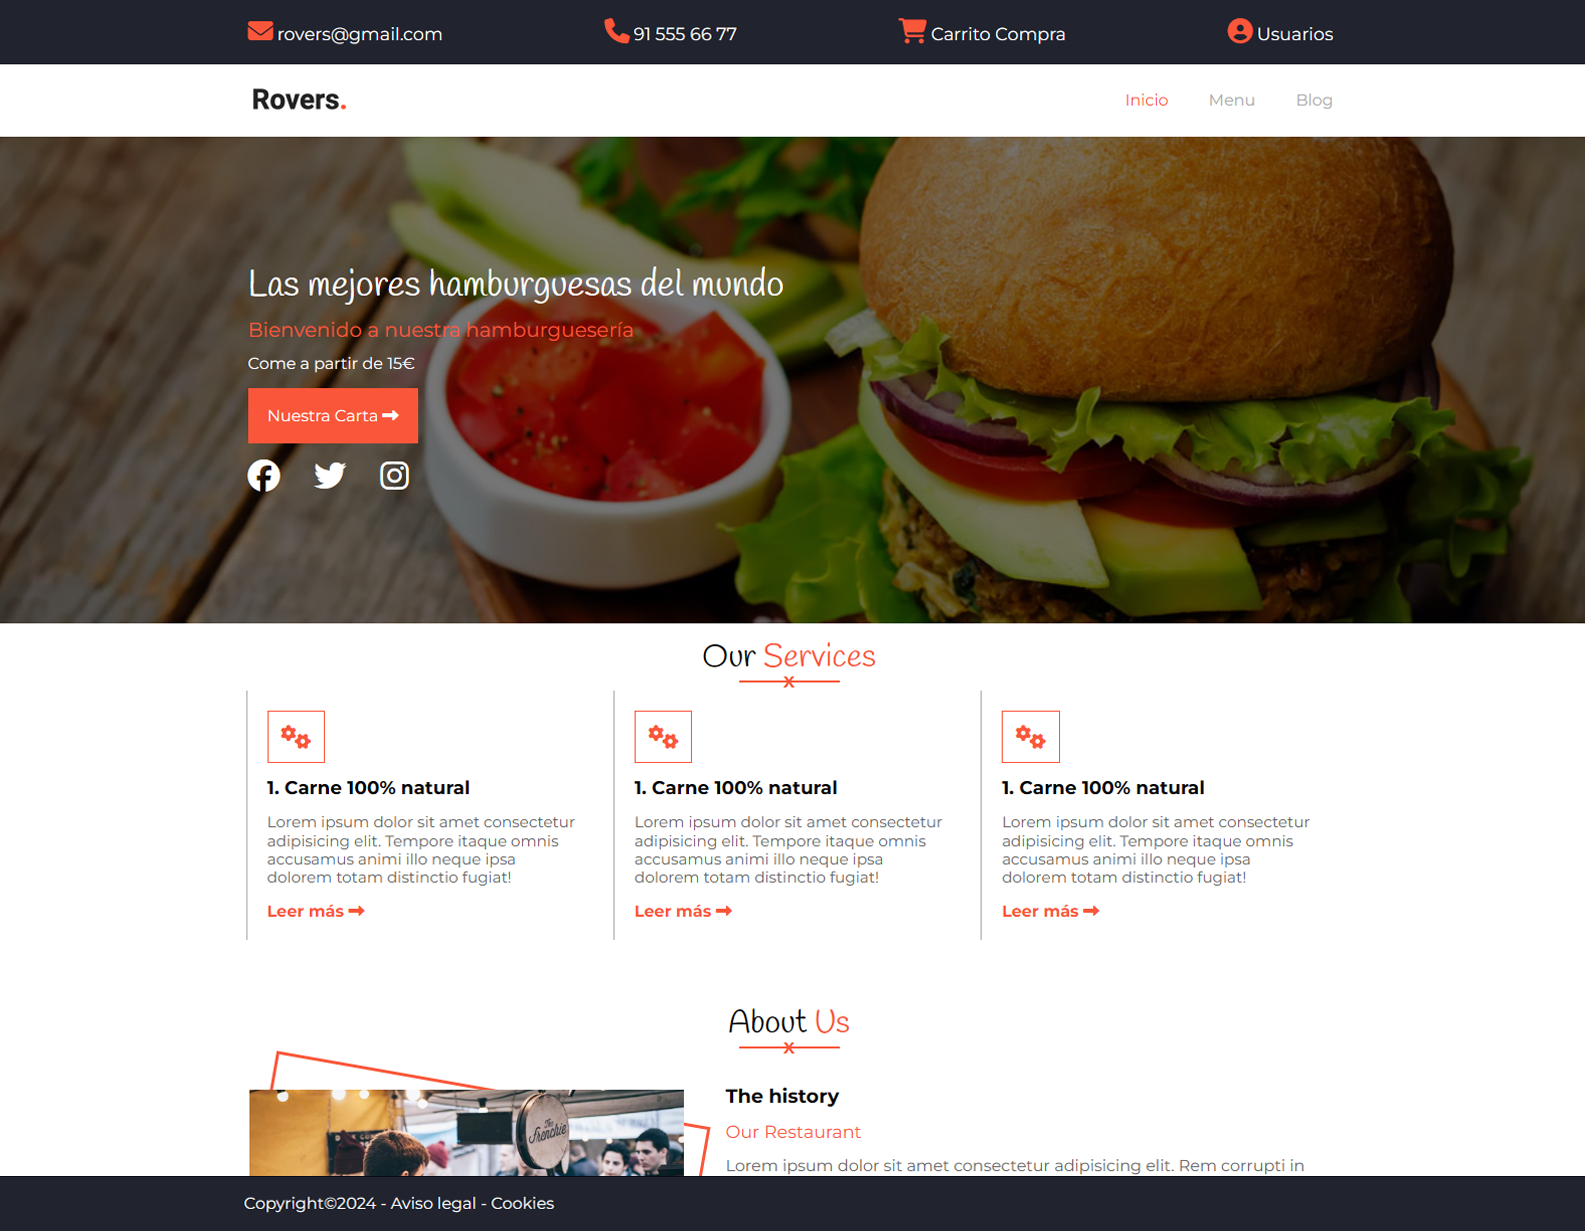 rovers@gmail.com
91 555 66 77
Carrito Compra
Usuarios
Rovers.
Inicio
Menu
Blog
Las mejores hamburguesas del mundo
Bienvenido a nuestra hamburguesería
Come a partir de 15€
Nuestra Carta
Our Services
x
1. Carne 100% natural
Lorem ipsum dolor sit amet consectetur
adipisicing elit. Tempore itaque omnis
accusamus animi illo neque ipsa
dolorem totam distinctio fugiat!
Leer más
1. Carne 100% natural
Lorem ipsum dolor sit amet consectetur
adipisicing elit. Tempore itaque omnis
accusamus animi illo neque ipsa
dolorem totam distinctio fugiat!
Leer más
1. Carne 100% natural
Lorem ipsum dolor sit amet consectetur
adipisicing elit. Tempore itaque omnis
accusamus animi illo neque ipsa
dolorem totam distinctio fugiat!
Leer más
About Us
x
The
Frenchie
The history
Our Restaurant
Lorem ipsum dolor sit amet consectetur adipisicing elit. Rem corrupti in
Copyright©2024 - Aviso legal - Cookies